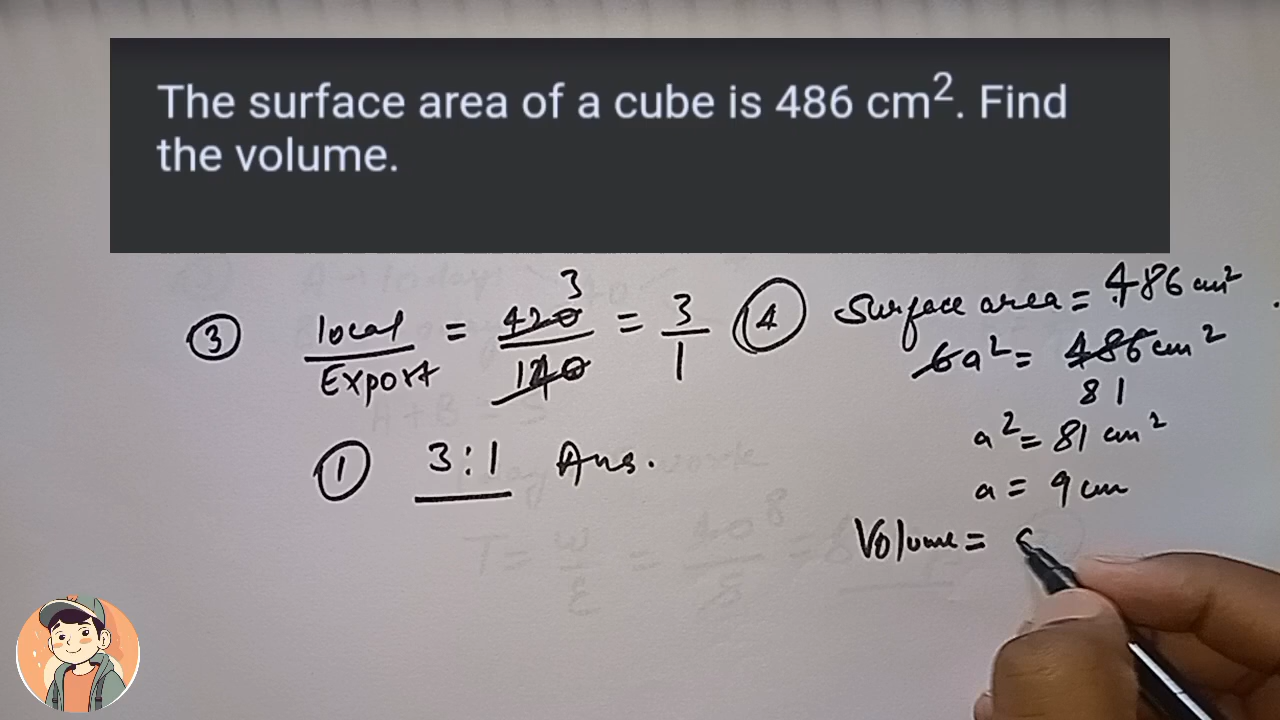 The surface area of a cube is 486 cm². Find
the volume.
3 local/Export = 420/140 = 3/1
3
1 3:1 Ans.
4 Surface area = 486 cm²
6a² = 486 cm²
81
a² = 81 cm²
a = 9 cm
Volume =